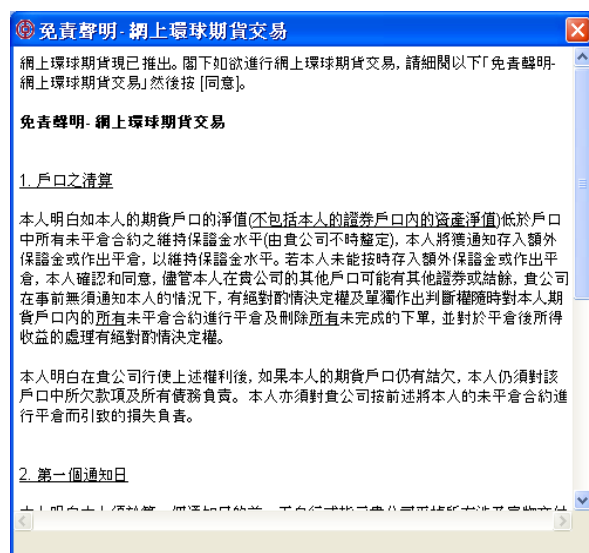 免責聲明- 網上環球期貨交易
網上環球期貨現已推出。閣下如欲進行網上環球期貨交易, 請細閱以下「免責聲明-
網上環球期貨交易」然後按 [同意]。
免責聲明- 網上環球期貨交易
1. 戶口之清算
本人明白如本人的期貨戶口的淨值(不包括本人的證券戶口內的資產淨值)低於戶口
中所有未平倉合約之維持保證金水平(由貴公司不時釐定), 本人將獲通知存入額外
保證金或作出平倉, 以維持保證金水平。若本人未能按時存入額外保證金或作出平
倉, 本人確認和同意, 儘管本人在貴公司的其他戶口可能有其他證券或結餘, 貴公司
在事前無須通知本人的情況下, 有絕對酌情決定權及單獨作出判斷權隨時對本人期
貨戶口內的所有未平倉合約進行平倉及刪除所有未完成的下單, 並對於平倉後所得
收益的處理有絕對酌情決定權。
本人明白在貴公司行使上述權利後, 如果本人的期貨戶口仍有結欠, 本人仍須對該
戶口中所欠款項及所有債務負責。本人亦須對貴公司按前述將本人的未平倉合約進
行平倉而引致的損失負責。
2. 第一個通知日